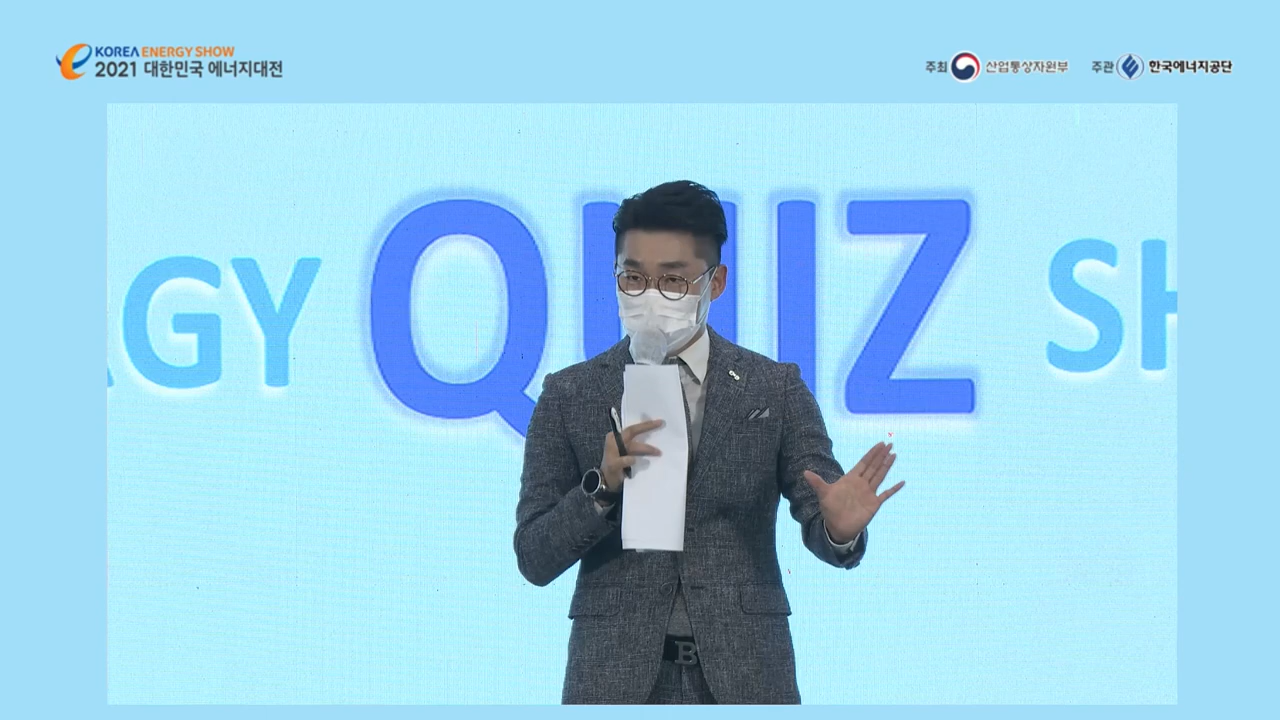 KOREA ENERGY SHOW
2021 대한민국 에너지대전
주최 산업통상자원부 주관 한국에너지공단
RGY QUIZ SH
B